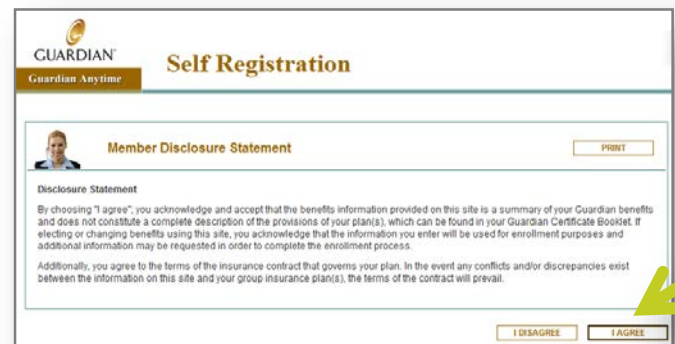 GUARDIAN
Guardian Anytime
Self Registration
Member Disclosure Statement
PRINT
Disclosure Statement
By choosing "I agree", you acknowledge and accept that the benefits information provided on this site is a summary of your Guardian benefits
and does not constitute a complete description of the provisions of your plan(s), which can be found in your Guardian Certificate Booklet. If
electing or changing benefits using this site, you acknowledge that the information you enter will be used for enrollment purposes and
additional information may be requested in order to complete the enrollment process.
Additionally, you agree to the terms of the insurance contract that governs your plan. In the event any conflicts and/or discrepancies exist
between the information on this site and your group insurance plan(s), the terms of the contract will prevail.
I DISAGREE
I AGREE